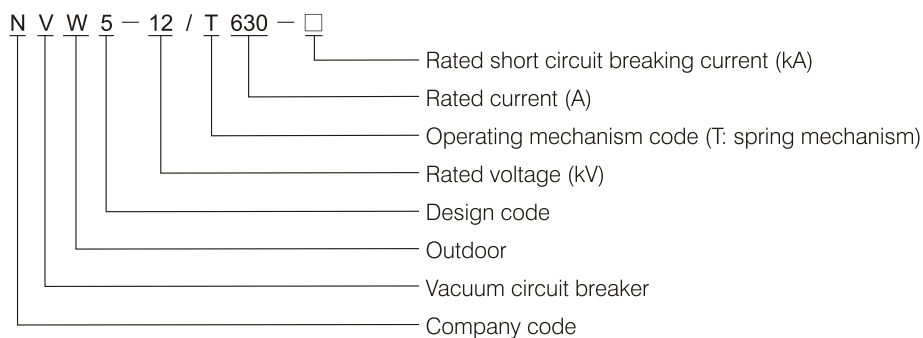 N V W 5 – 12 / T 630 – □
Rated short circuit breaking current (kA)
Rated current (A)
Operating mechanism code (T: spring mechanism)
Rated voltage (kV)
Design code
Outdoor
Vacuum circuit breaker
Company code